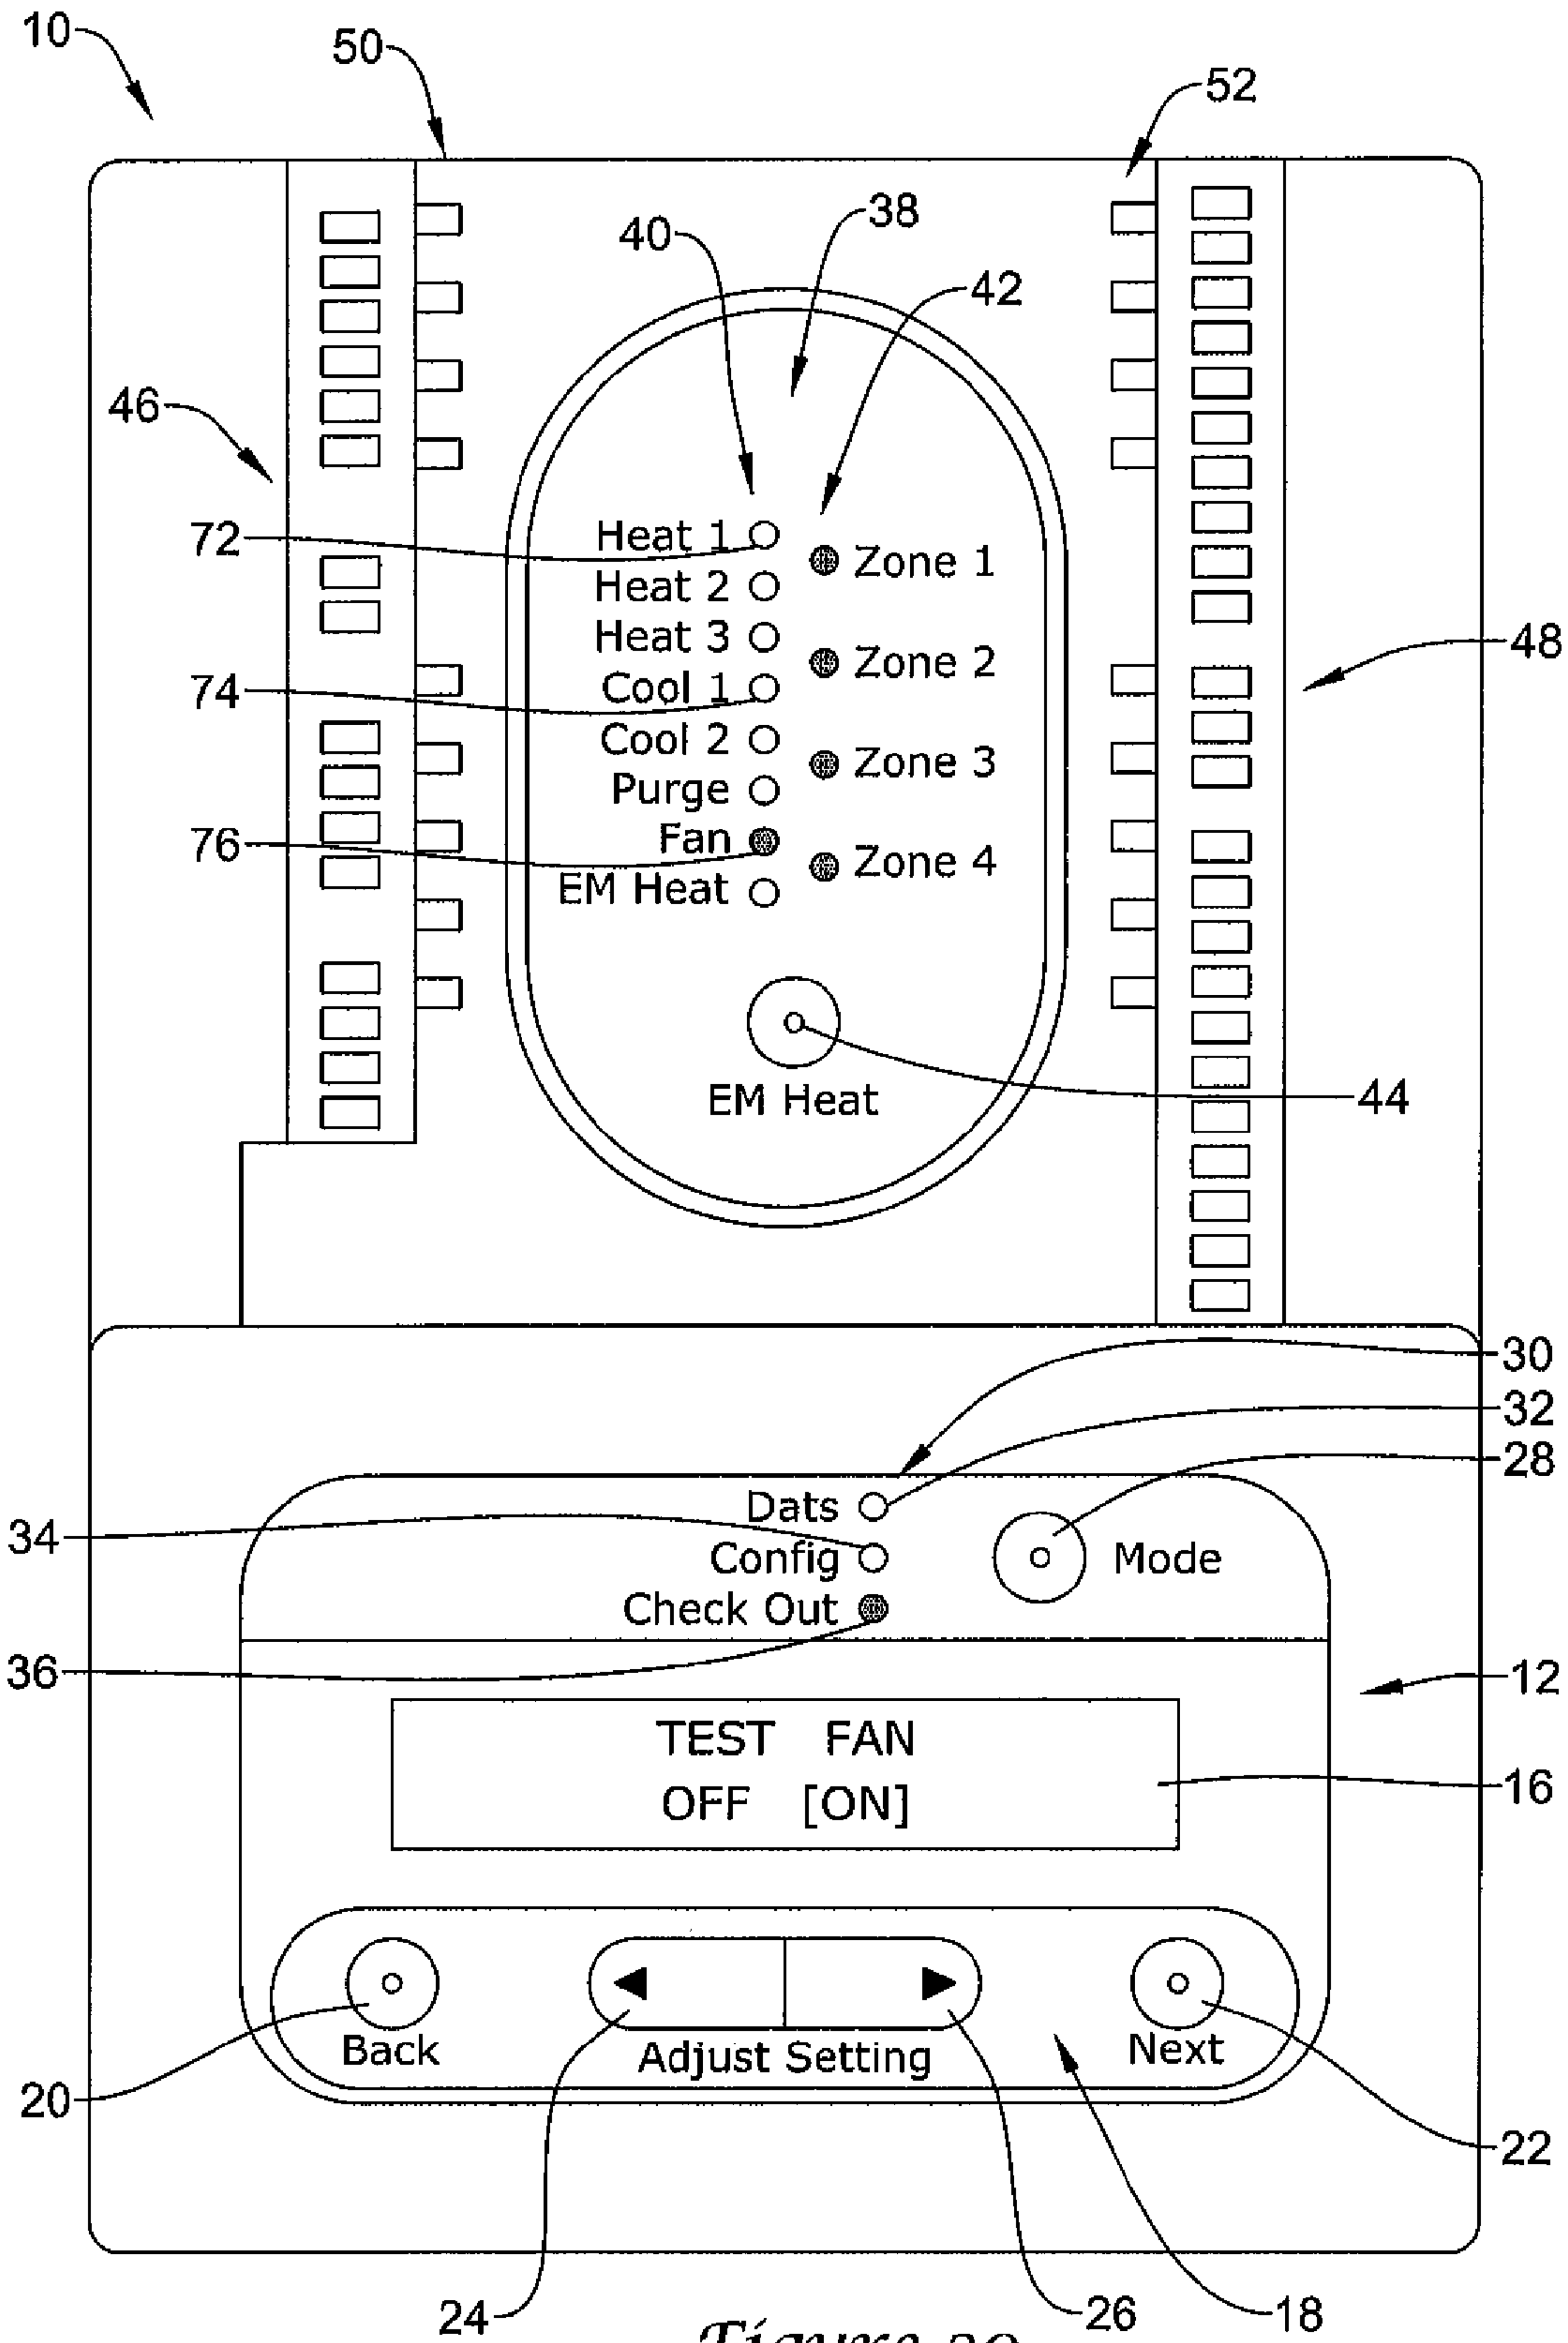 10
50
52
38
40
42
46
72
Heat 1
Zone 1
Heat 2
Heat 3
48
Zone 2
74
Cool 1
Cool 2
Zone 3
Purge
76
Fan
Zone 4
EM Heat
44
EM Heat
30
32
28
Dats
34
Config
Mode
Check Out
36
12
TEST FAN
16
OFF [ON]
Back
Adjust Setting
Next
20
22
24
26
18
Figure